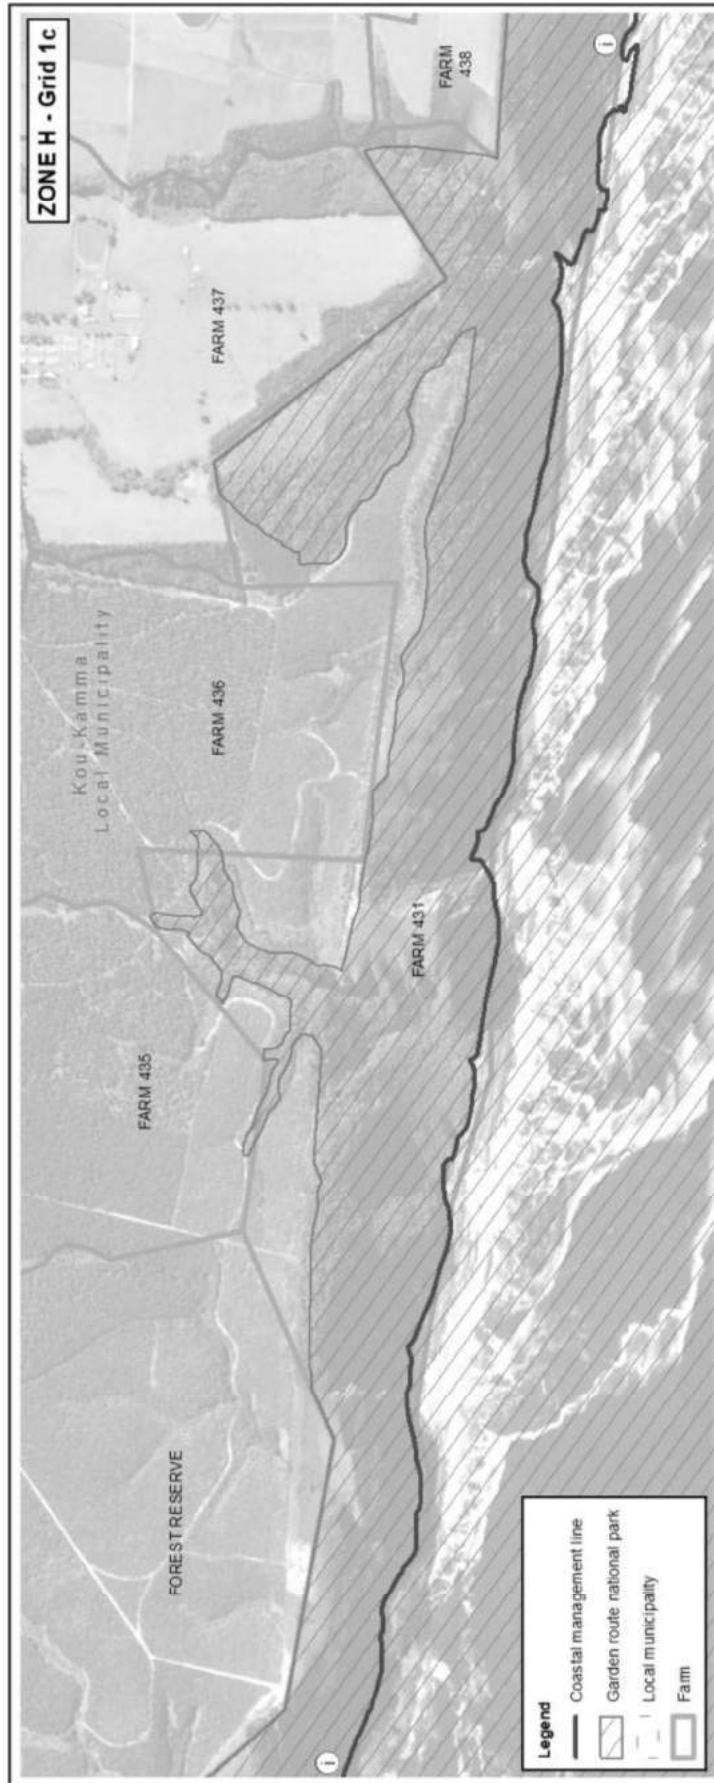 ZONE H - Grid 1c
FARM
438
FARM 437
Kou-Kamma
Local Municipality
FARM 436
FARM 431
FARM 435
FOREST RESERVE
i
i
Legend
Coastal management line
Garden route national park
Local municipality
Farm